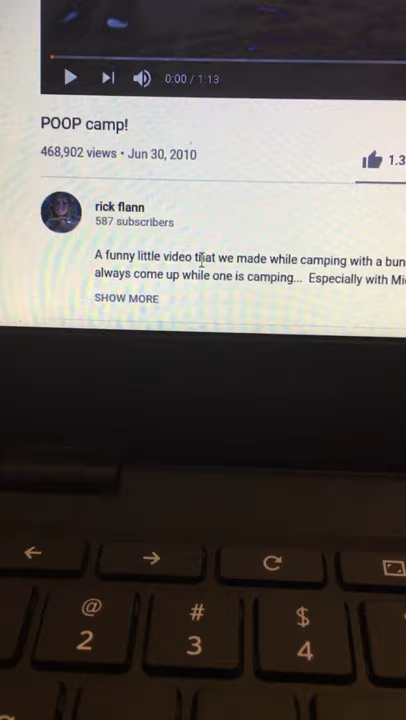 0:00 / 1:13
POOP camp!
468,902 views • Jun 30, 2010
1.3
rick flann
587 subscribers
A funny little video that we made while camping with a bun
always come up while one is camping... Especially with Mi
SHOW MORE
@ # $
2 3 4